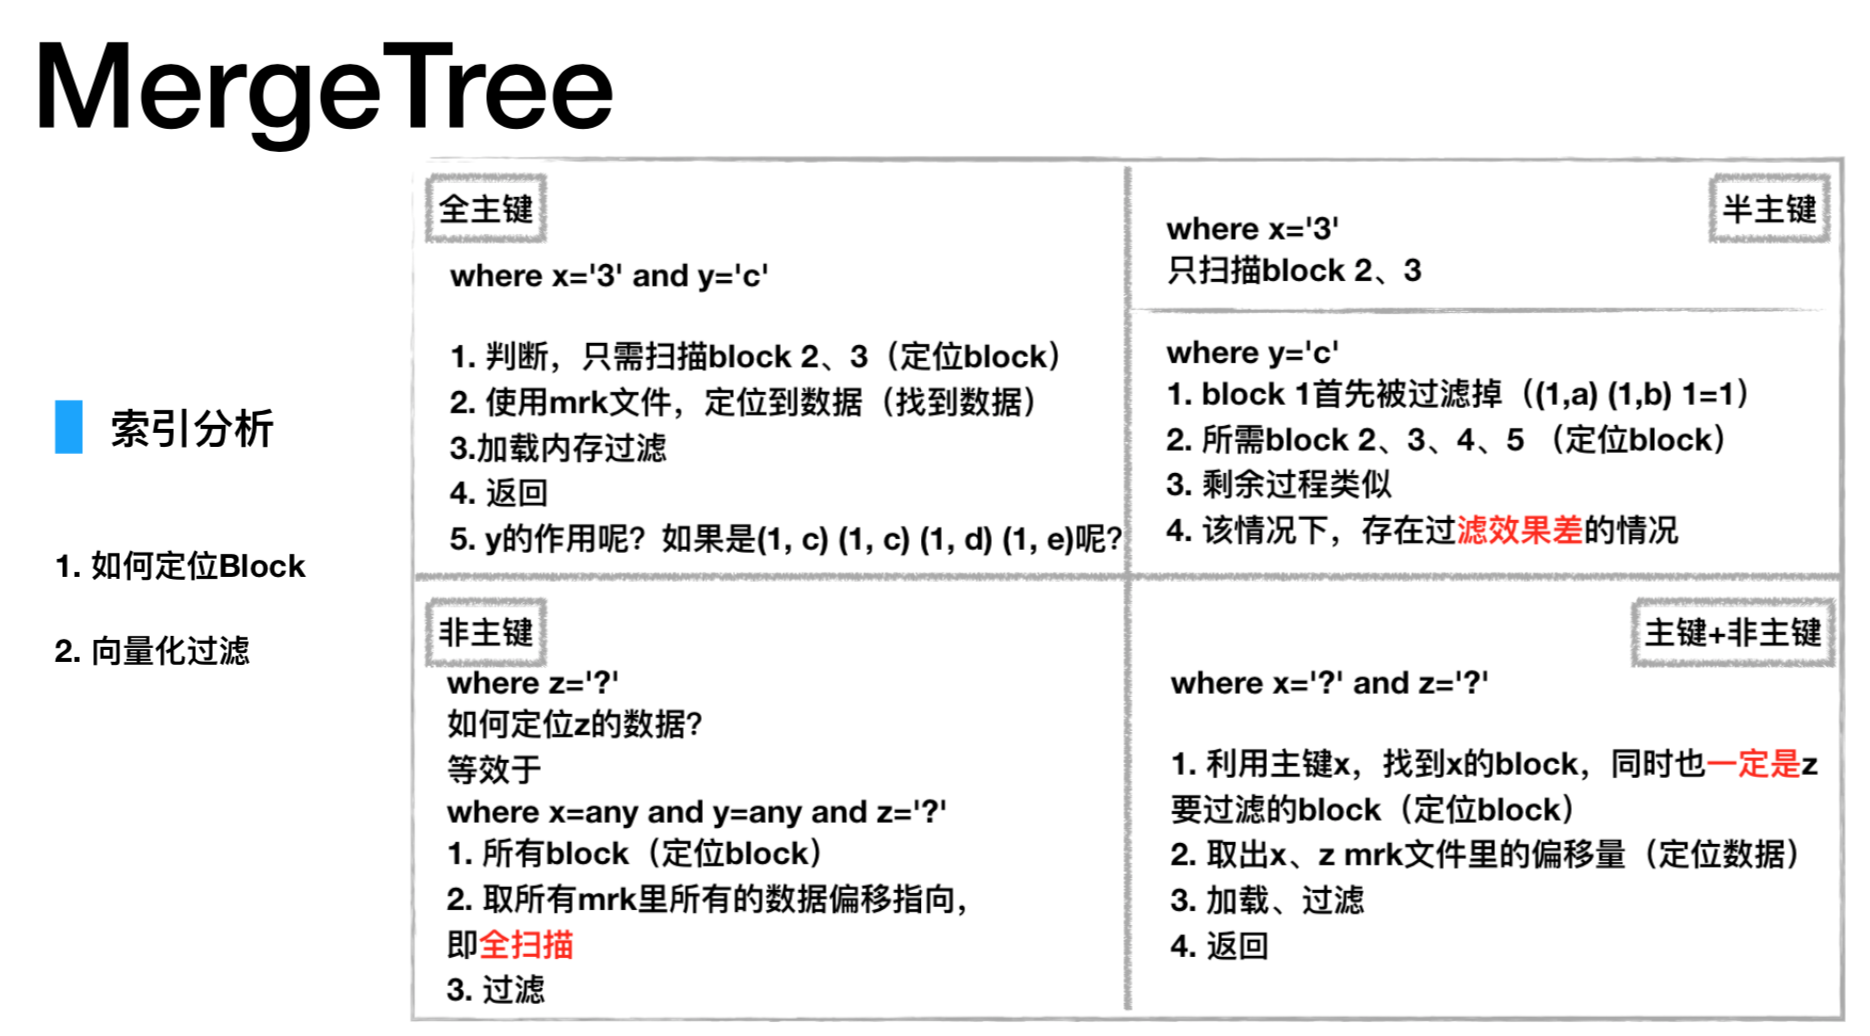 MergeTree
索引分析
1. 如何定位Block
2. 向量化过滤
全主键
where x='3' and y='c'
1. 判断，只需扫描block 2、3（定位block）
2. 使用mrk文件，定位到数据（找到数据）
3.加载内存过滤
4. 返回
5. y的作用呢？如果是(1, c) (1, c) (1, d) (1, e)呢？
半主键
where x='3'
只扫描block 2、3
where y='c'
1. block 1首先被过滤掉（(1,a) (1,b) 1=1）
2. 所需block 2、3、4、5 （定位block）
3. 剩余过程类似
4. 该情况下，存在过滤效果差的情况
非主键
where z='?'
如何定位z的数据？
等效于
where x=any and y=any and z='?'
1. 所有block（定位block）
2. 取所有mrk里所有的数据偏移指向，
即全扫描
3. 过滤
主键+非主键
where x='?' and z='?'
1. 利用主键x，找到x的block，同时也一定是z
要过滤的block（定位block）
2. 取出x、z mrk文件里的偏移量（定位数据）
3. 加载、过滤
4. 返回